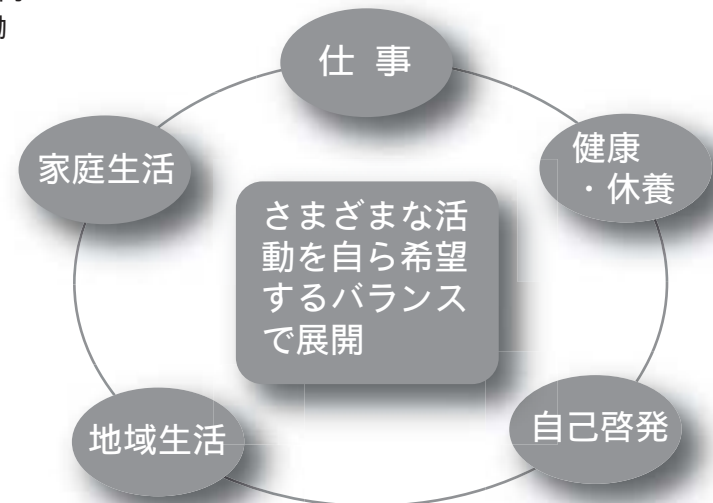 働
仕 事
家庭生活
健康
・休養
さまざまな活
動を自ら希望
するバランス
で展開
地域生活
自己啓発